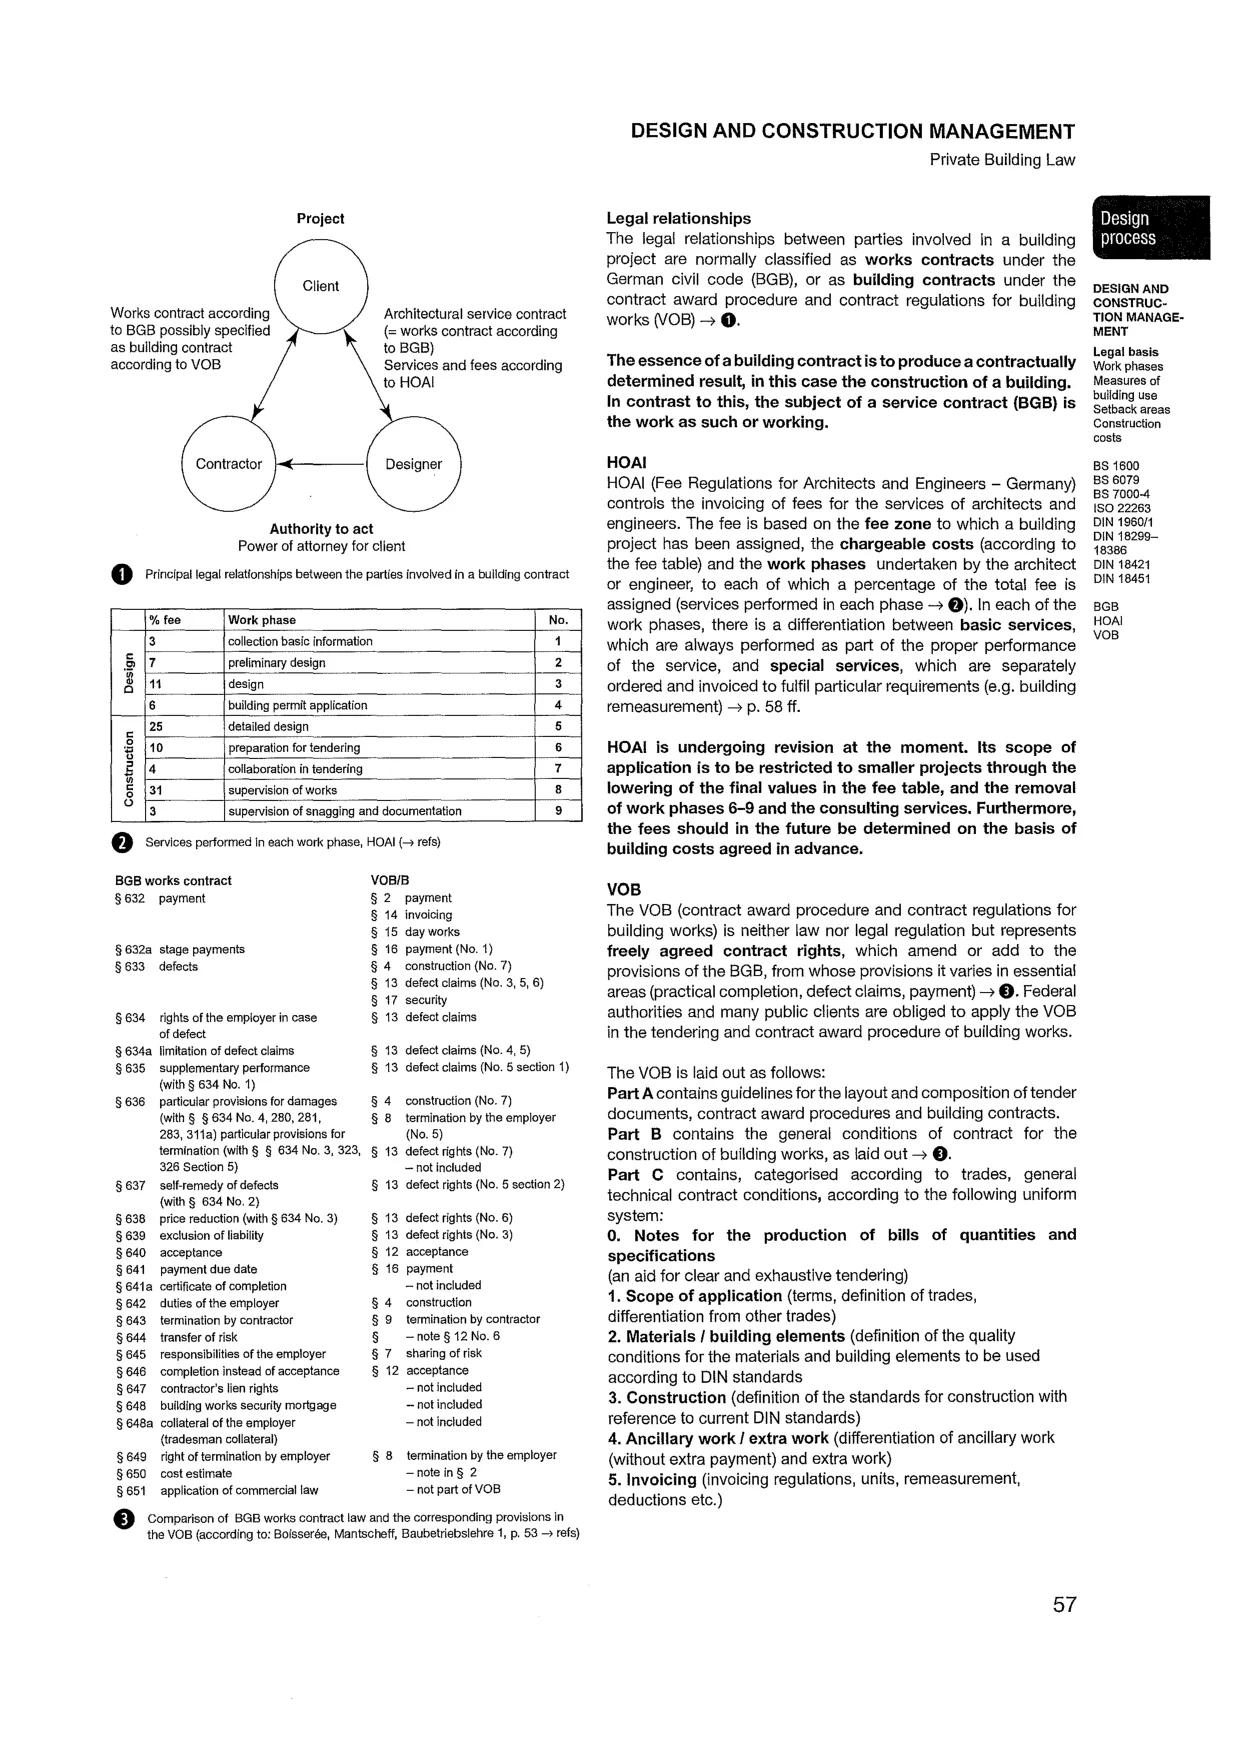 DESIGN AND CONSTRUCTION MANAGEMENT
Private Building Law
Project
Client
Works contract according
to BGB possibly specified
as building contract
according to VOB
Architectural service contract
(= works contract according
to BGB)
Services and fees according
to HOAI
Contractor
Designer
Authority to act
Power of attorney for client
1 Principal legal relationships between the parties involved in a building contract
% fee Work phase No.
Design
3 collection basic information 1
7 preliminary design 2
11 design 3
6 building permit application 4
Construction
25 detailed design 5
10 preparation for tendering 6
4 collaboration in tendering 7
31 supervision of works 8
3 supervision of snagging and documentation 9
2 Services performed in each work phase, HOAI (→ refs)
BGB works contract VOB/B
§ 632 payment § 2 payment
§ 14 invoicing
§ 15 day works
§ 632a stage payments § 16 payment (No. 1)
§ 633 defects § 4 construction (No. 7)
§ 13 defect claims (No. 3, 5, 6)
§ 17 security
§ 634 rights of the employer in case § 13 defect claims
of defect
§ 634a limitation of defect claims § 13 defect claims (No. 4, 5)
§ 635 supplementary performance § 13 defect claims (No. 5 section 1)
(with § 634 No. 1)
§ 636 particular provisions for damages § 4 construction (No. 7)
(with § § 634 No. 4, 280, 281, § 8 termination by the employer
283, 311a) particular provisions for (No. 5)
termination (with § § 634 No. 3, 323, § 13 defect rights (No. 7)
326 Section 5) – not included
§ 637 self-remedy of defects § 13 defect rights (No. 5 section 2)
(with § 634 No. 2)
§ 638 price reduction (with § 634 No. 3) § 13 defect rights (No. 6)
§ 639 exclusion of liability § 13 defect rights (No. 3)
§ 640 acceptance § 12 acceptance
§ 641 payment due date § 16 payment
§ 641a certificate of completion – not included
§ 642 duties of the employer § 4 construction
§ 643 termination by contractor § 9 termination by contractor
§ 644 transfer of risk § – note § 12 No. 6
§ 645 responsibilities of the employer § 7 sharing of risk
§ 646 completion instead of acceptance § 12 acceptance
§ 647 contractor's lien rights – not included
§ 648 building works security mortgage – not included
§ 648a collateral of the employer – not included
(tradesman collateral)
§ 649 right of termination by employer § 8 termination by the employer
§ 650 cost estimate – note in § 2
§ 651 application of commercial law – not part of VOB
3 Comparison of BGB works contract law and the corresponding provisions in
the VOB (according to: Boisserée, Mantscheff, Baubetriebslehre 1, p. 53 → refs)
Legal relationships
The legal relationships between parties involved in a building
project are normally classified as works contracts under the
German civil code (BGB), or as building contracts under the
contract award procedure and contract regulations for building
works (VOB) → 1.
The essence of a building contract is to produce a contractually
determined result, in this case the construction of a building.
In contrast to this, the subject of a service contract (BGB) is
the work as such or working.
HOAI
HOAI (Fee Regulations for Architects and Engineers – Germany)
controls the invoicing of fees for the services of architects and
engineers. The fee is based on the fee zone to which a building
project has been assigned, the chargeable costs (according to
the fee table) and the work phases undertaken by the architect
or engineer, to each of which a percentage of the total fee is
assigned (services performed in each phase → 2). In each of the
work phases, there is a differentiation between basic services,
which are always performed as part of the proper performance
of the service, and special services, which are separately
ordered and invoiced to fulfil particular requirements (e.g. building
remeasurement) → p. 58 ff.
HOAI is undergoing revision at the moment. Its scope of
application is to be restricted to smaller projects through the
lowering of the final values in the fee table, and the removal
of work phases 6–9 and the consulting services. Furthermore,
the fees should in the future be determined on the basis of
building costs agreed in advance.
VOB
The VOB (contract award procedure and contract regulations for
building works) is neither law nor legal regulation but represents
freely agreed contract rights, which amend or add to the
provisions of the BGB, from whose provisions it varies in essential
areas (practical completion, defect claims, payment) → 3. Federal
authorities and many public clients are obliged to apply the VOB
in the tendering and contract award procedure of building works.
The VOB is laid out as follows:
Part A contains guidelines for the layout and composition of tender
documents, contract award procedures and building contracts.
Part B contains the general conditions of contract for the
construction of building works, as laid out → 3.
Part C contains, categorised according to trades, general
technical contract conditions, according to the following uniform
system:
0. Notes for the production of bills of quantities and
specifications
(an aid for clear and exhaustive tendering)
1. Scope of application (terms, definition of trades,
differentiation from other trades)
2. Materials / building elements (definition of the quality
conditions for the materials and building elements to be used
according to DIN standards
3. Construction (definition of the standards for construction with
reference to current DIN standards)
4. Ancillary work / extra work (differentiation of ancillary work
(without extra payment) and extra work)
5. Invoicing (invoicing regulations, units, remeasurement,
deductions etc.)
Design
process
DESIGN AND
CONSTRUC-
TION MANAGE-
MENT
Legal basis
Work phases
Measures of
building use
Setback areas
Construction
costs
BS 1600
BS 6079
BS 7000-4
ISO 22263
DIN 1960/1
DIN 18299–
18386
DIN 18421
DIN 18451
BGB
HOAI
VOB
57